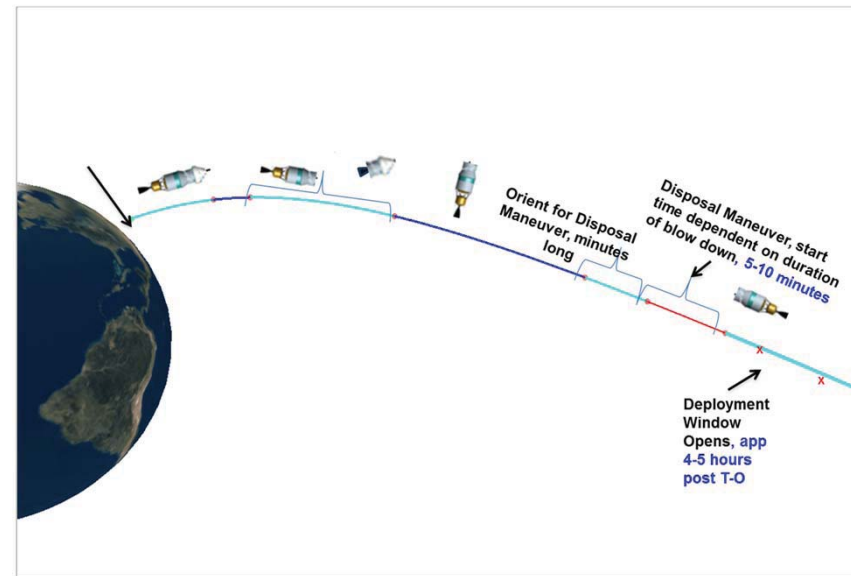 Orient for Disposal
Maneuver, minutes
long
Disposal Maneuver, start
time dependent on duration
of blow down, 5-10 minutes
x
x
Deployment
Window
Opens, app
4-5 hours
post T-O